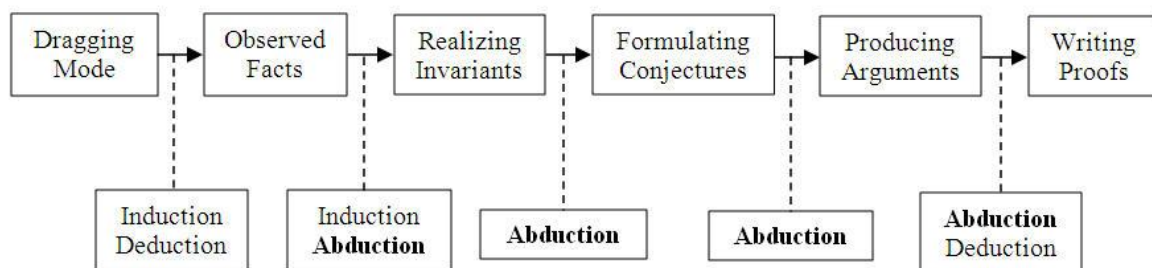 Dragging
Mode
Observed
Facts
Realizing
Invariants
Formulating
Conjectures
Producing
Arguments
Writing
Proofs
Induction
Deduction
Induction
Abduction
Abduction
Abduction
Abduction
Deduction